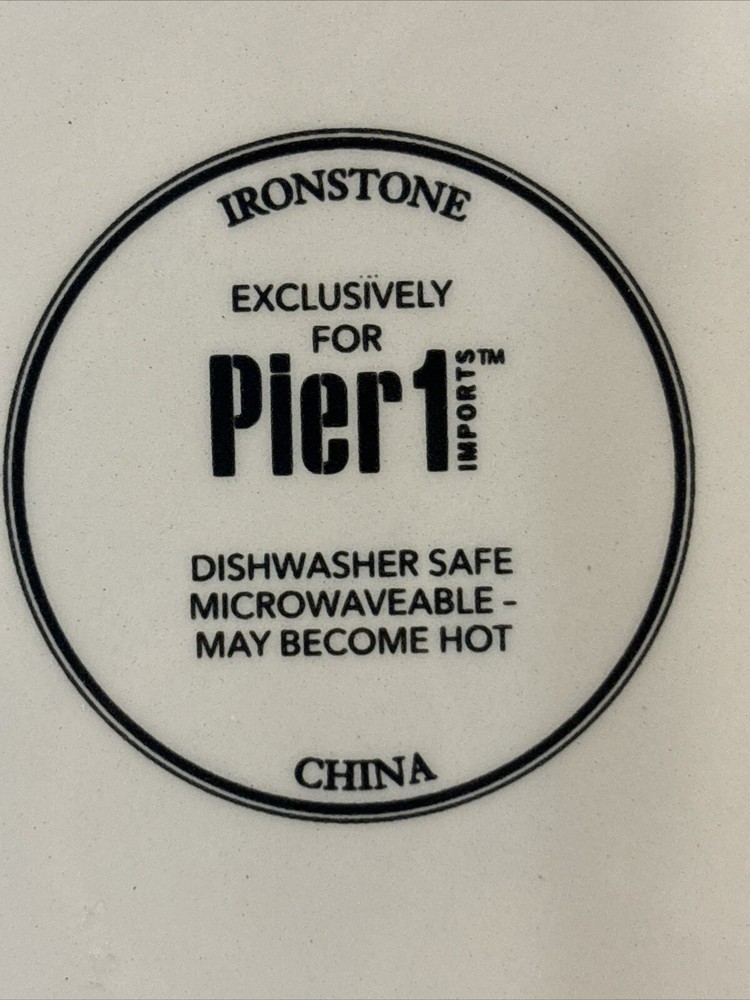 IRONSTONE
EXCLUSIVELY
FOR
Pier1 IMPORTS™
DISHWASHER SAFE
MICROWAVEABLE -
MAY BECOME HOT
CHINA